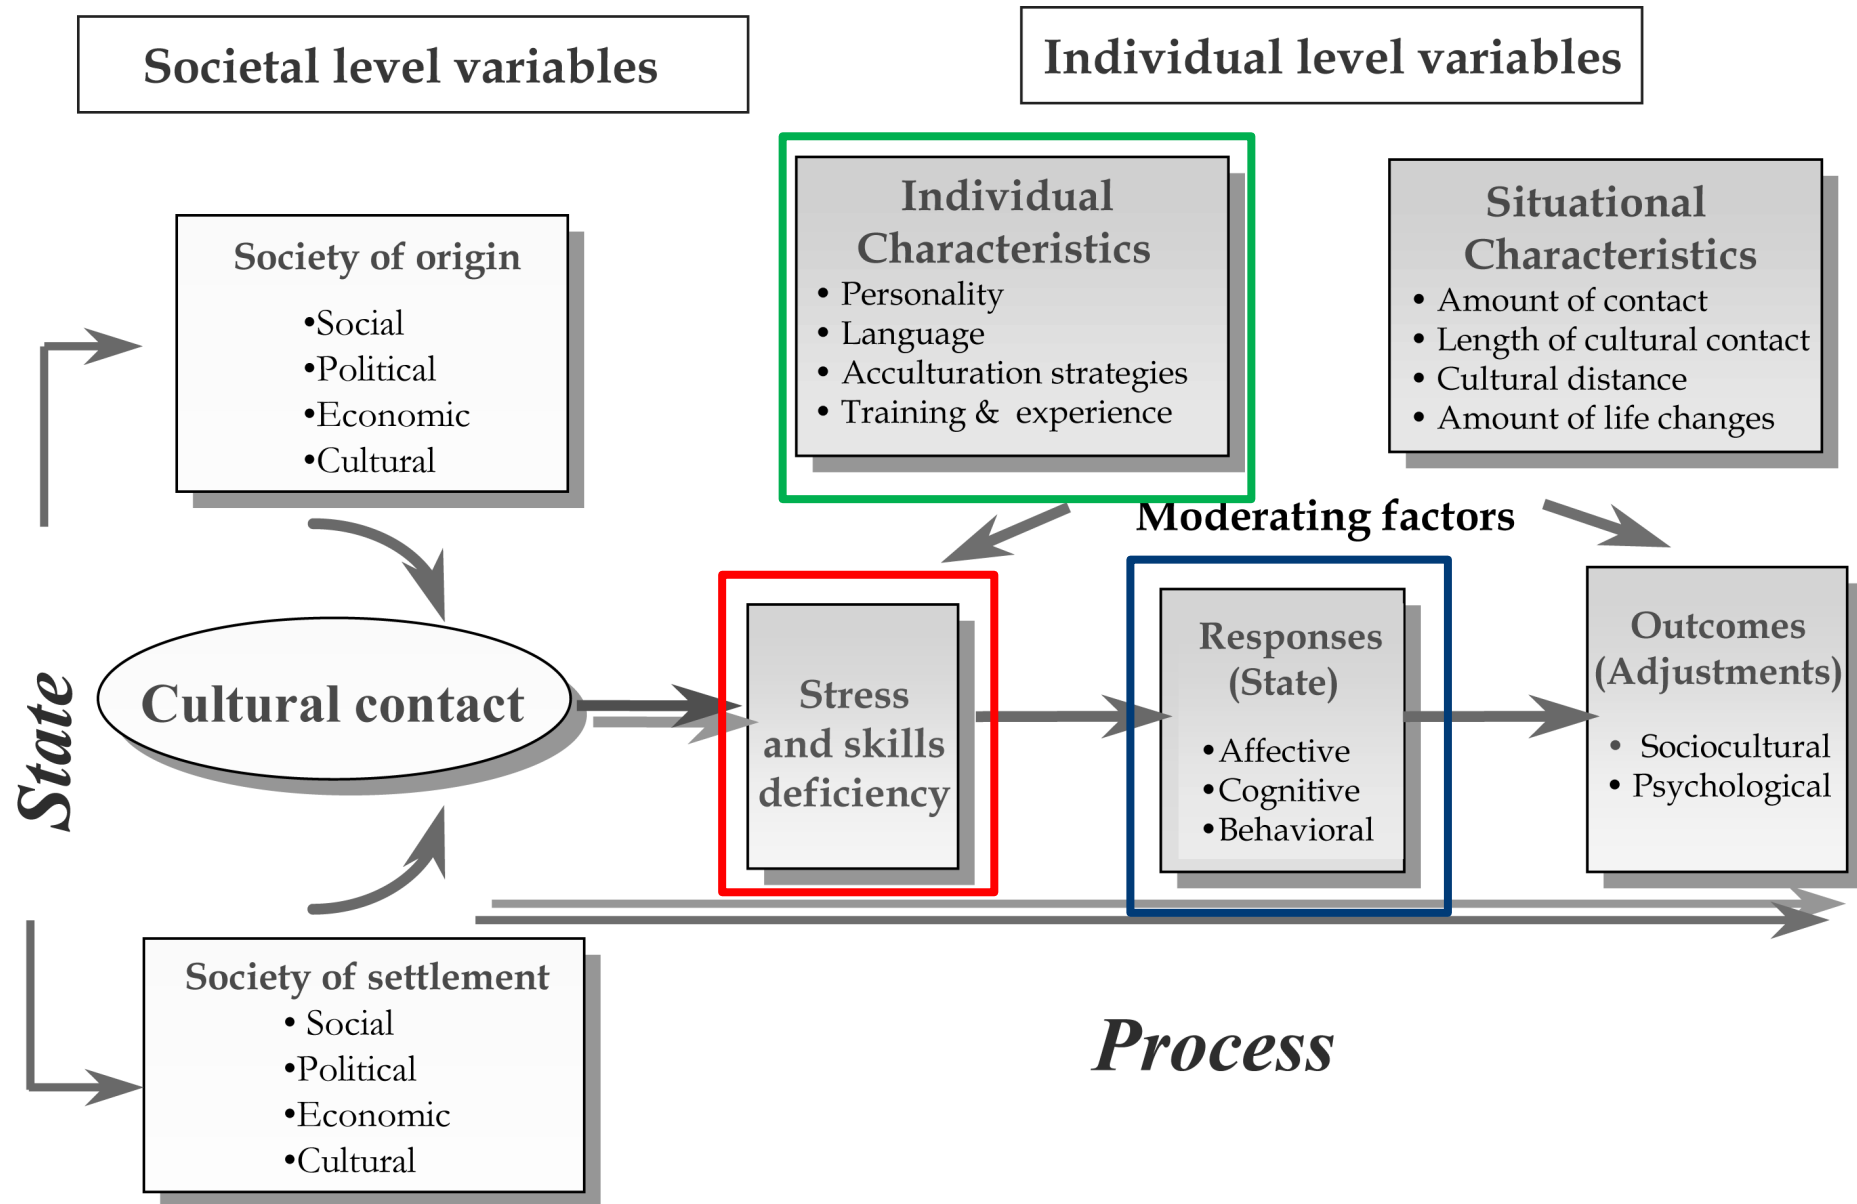 Societal level variables
Individual level variables
Society of origin
•Social
•Political
•Economic
•Cultural
Individual
Characteristics
• Personality
• Language
• Acculturation strategies
• Training & experience
Situational
Characteristics
• Amount of contact
• Length of cultural contact
• Cultural distance
• Amount of life changes
Moderating factors
State
Cultural contact
Stress
and skills
deficiency
Responses
(State)
•Affective
•Cognitive
•Behavioral
Outcomes
(Adjustments)
• Sociocultural
• Psychological
Society of settlement
• Social
•Political
•Economic
•Cultural
Process